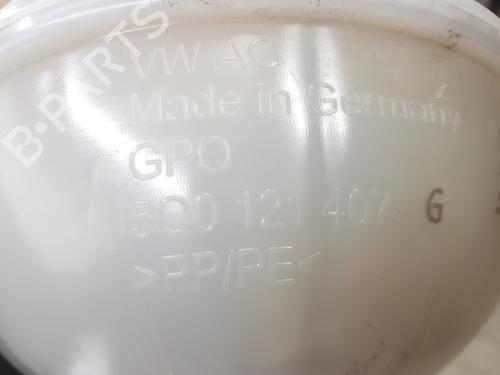 B-PARTS
VW AG
Made in Germany
GPO
5Q0 121 407 G
>PP/PE<